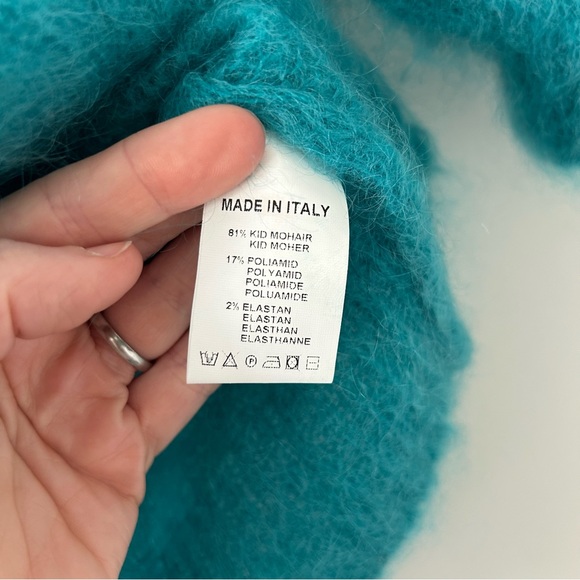 MADE IN ITALY
81% KID MOHAIR
KID MOHER
17% POLIAMID
POLYAMID
POLIAMIDE
POLUAMIDE
2% ELASTAN
ELASTAN
ELASTHAN
ELASTHANNE
P